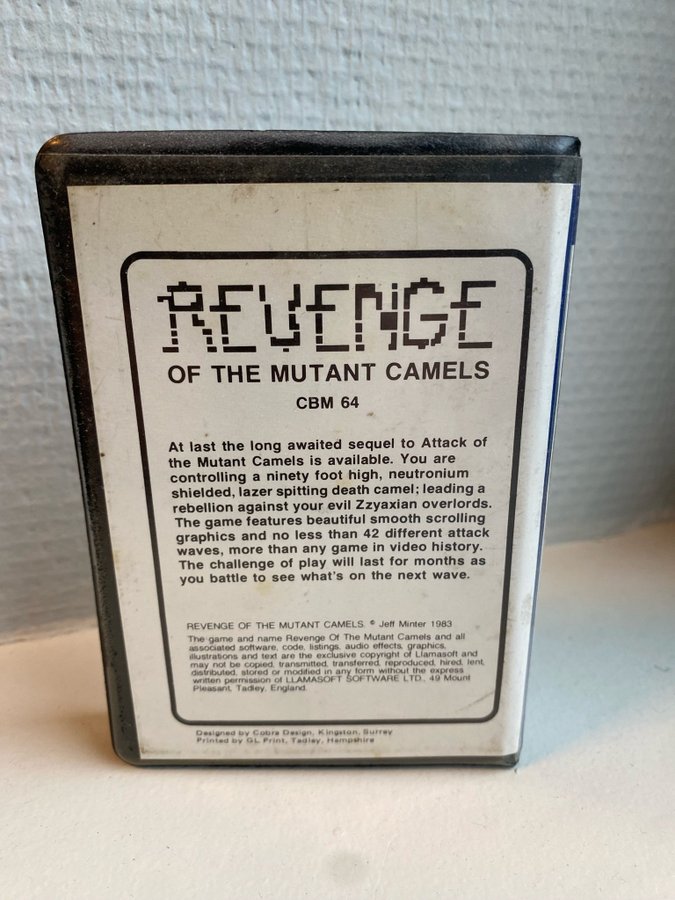 REVENGE
OF THE MUTANT CAMELS
CBM 64
At last the long awaited sequel to Attack of
the Mutant Camels is available. You are
controlling a ninety foot high, neutronium
shielded, lazer spitting death camel; leading a
rebellion against your evil Zzyaxian overlords.
The game features beautiful smooth scrolling
graphics and no less than 42 different attack
waves, more than any game in video history.
The challenge of play will last for months as
you battle to see what's on the next wave.
REVENGE OF THE MUTANT CAMELS. © Jeff Minter 1983
The game and name Revenge Of The Mutant Camels and all
associated software, code, listings, audio effects, graphics,
illustrations and text are the exclusive copyright of Llamasoft and
may not be copied, transmitted, transferred, reproduced, hired, lent,
distributed, stored or modified in any form without the express
written permission of LLAMASOFT SOFTWARE LTD., 49 Mount
Pleasant, Tadley, England.
Designed by Cobra Design, Kingston, Surrey
Printed by GL Print, Tadley, Hampshire